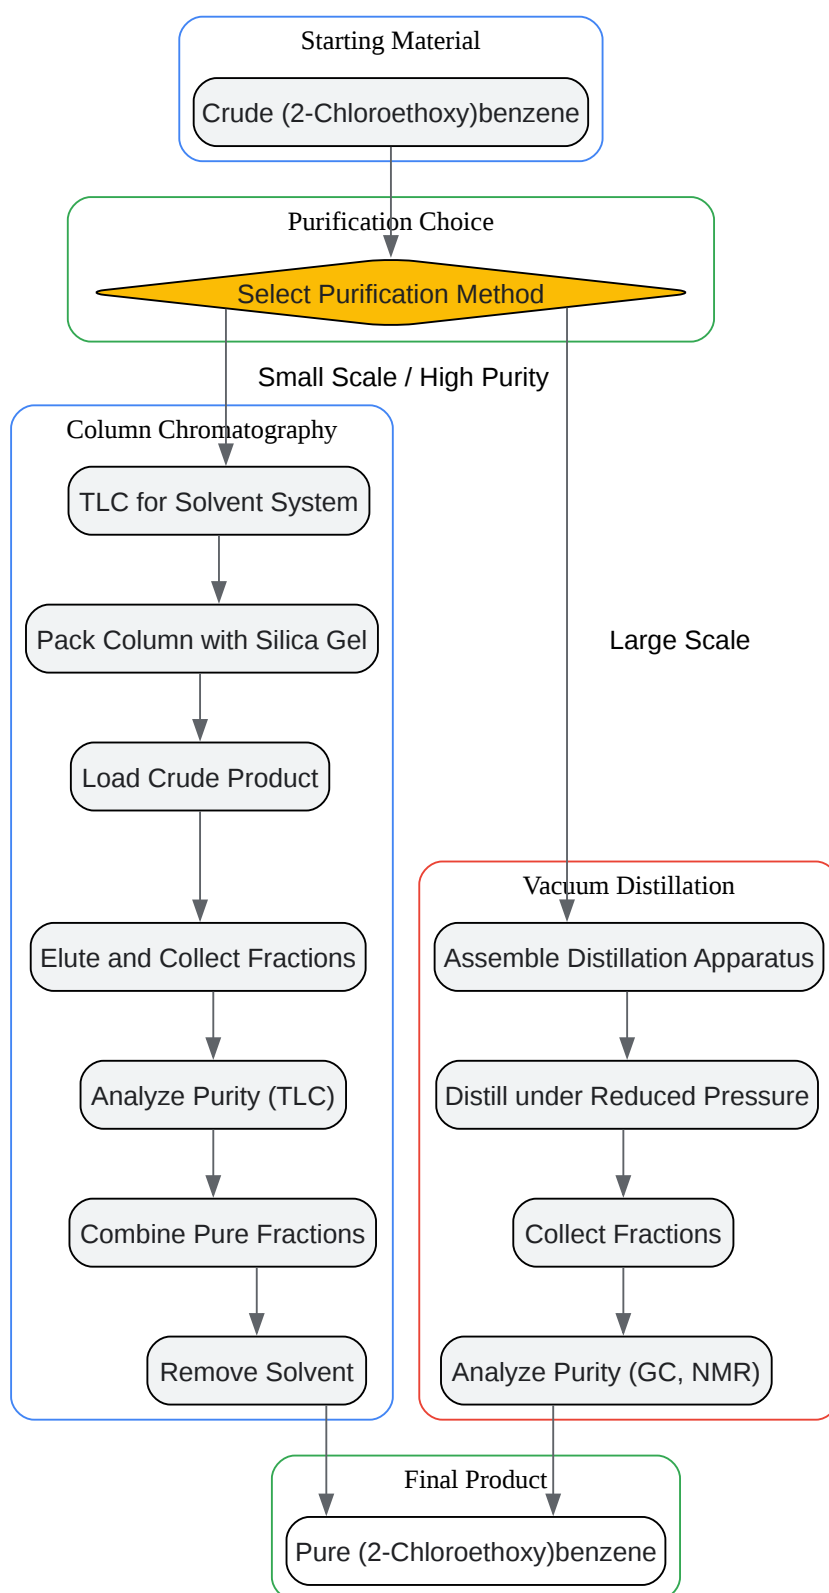 Starting Material
Crude (2-Chloroethoxy)benzene
Purification Choice
Select Purification Method
Small Scale / High Purity
Column Chromatography
TLC for Solvent System
Pack Column with Silica Gel
Load Crude Product
Elute and Collect Fractions
Analyze Purity (TLC)
Combine Pure Fractions
Remove Solvent
Large Scale
Vacuum Distillation
Assemble Distillation Apparatus
Distill under Reduced Pressure
Collect Fractions
Analyze Purity (GC, NMR)
Final Product
Pure (2-Chloroethoxy)benzene